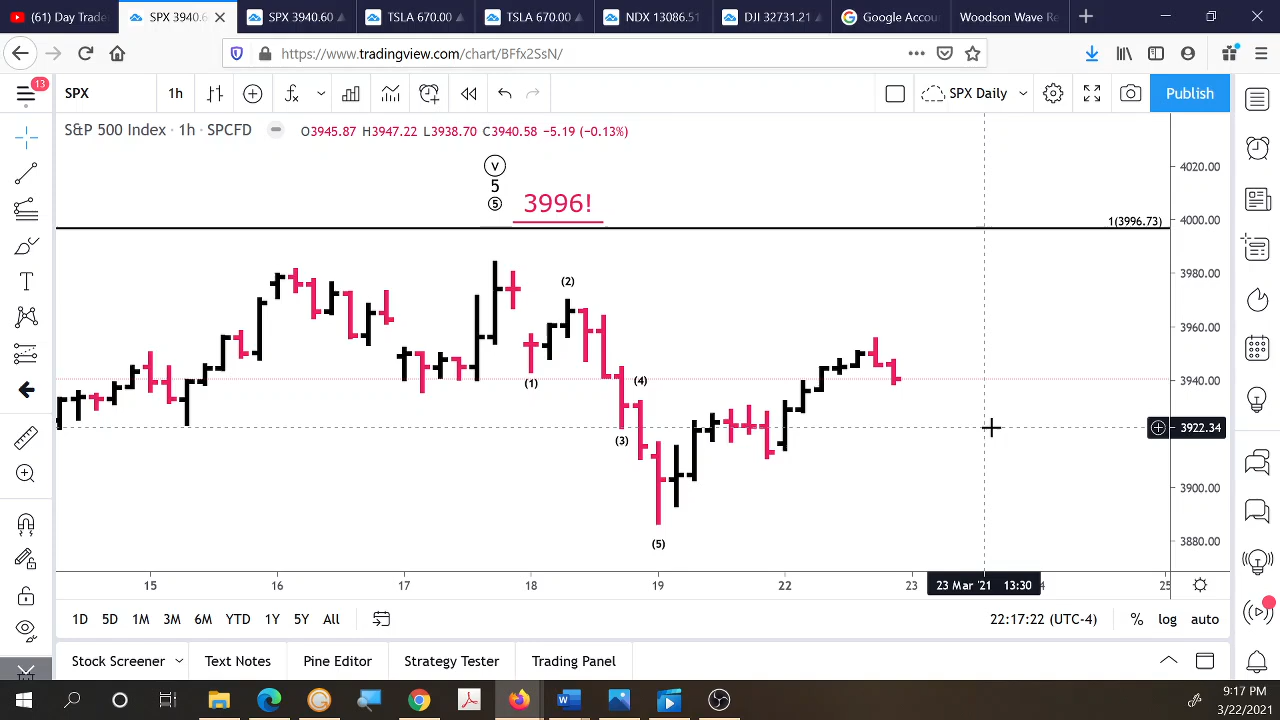 (64) Day Trade
SPX 3940.6
SPX 3940.60
TSLA 670.00
TSLA 670.00
NDX 13086.51
DJI 32731.21
Google Accou
Woodson Wave Re
https://www.tradingview.com/chart/BFfx2SsN/
13
SPX
1h
SPX Daily
Publish
S&P 500 Index · 1h · SPCFD
O3945.87 H3947.22 L3938.70 C3940.58 −5.19 (−0.13%)
v
5
5
3996!
1(3996.73)
(2)
(1)
(4)
(3)
(5)
4020.00
4000.00
3980.00
3960.00
3940.00
3922.34
3900.00
3880.00
15
16
17
18
19
22
23
23 Mar '21 13:30
4
25
1D 5D 1M 3M 6M YTD 1Y 5Y All
22:17:22 (UTC-4)
% log auto
Stock Screener
Text Notes
Pine Editor
Strategy Tester
Trading Panel
9:17 PM
3/22/2021